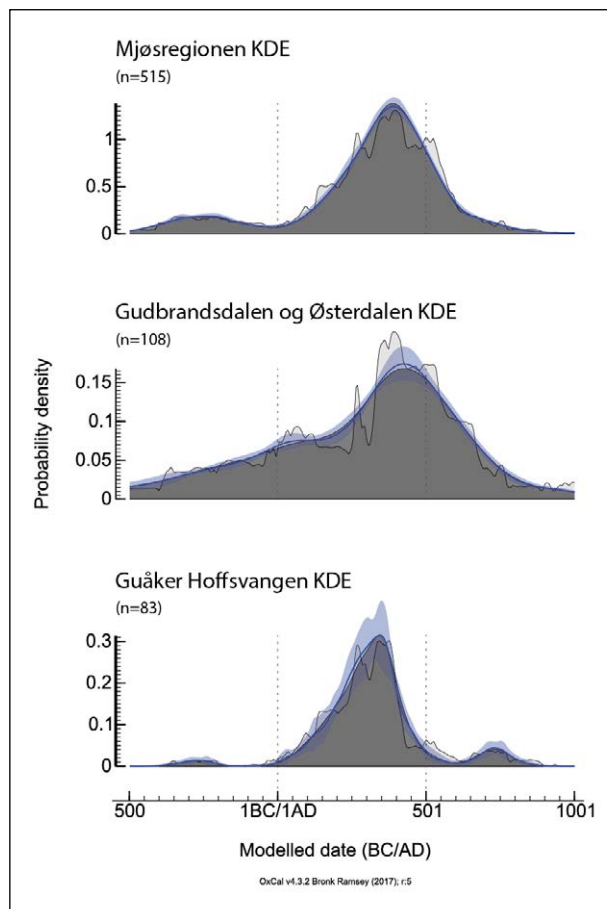 Mjøsregionen KDE
(n=515)
1
0.5
0
Gudbrandsdalen og Østerdalen KDE
(n=108)
0.15
0.1
0.05
0
Probability density
Guåker Hoffsvangen KDE
(n=83)
0.3
0.2
0.1
0
500 1BC/1AD 501 1001
Modelled date (BC/AD)
OxCal v4.3.2 Bronk Ramsey (2017); r:5